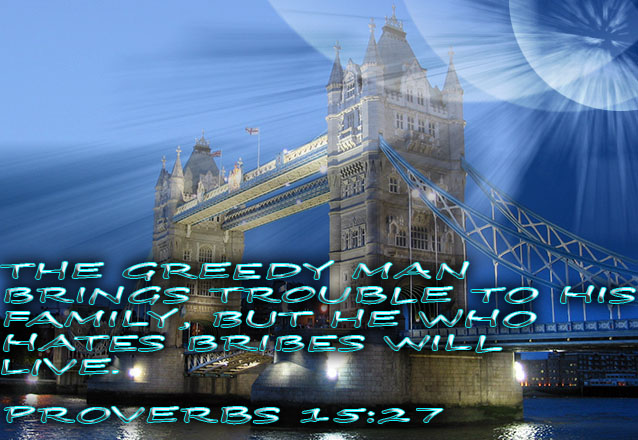 THE GREEDY MAN
BRINGS TROUBLE TO HIS
FAMILY, BUT HE WHO
HATES BRIBES WILL
LIVE.
PROVERBS 15:27